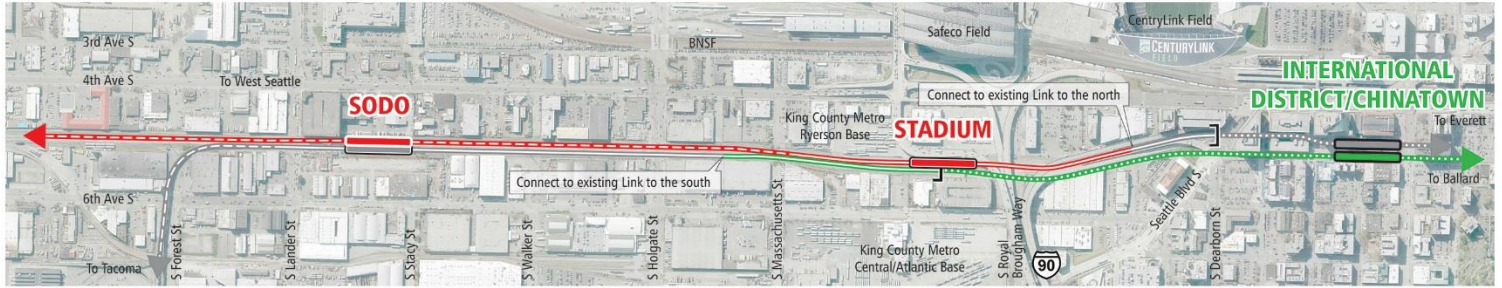 3rd Ave S
4th Ave S
To West Seattle
SODO
BNSF
Safeco Field
CentryLink Field
CENTURYLINK
FIELD
INTERNATIONAL
DISTRICT/CHINATOWN
To Everett
Connect to existing Link to the north
King County Metro
Ryerson Base
STADIUM
Connect to existing Link to the south
To Ballard
6th Ave S
To Tacoma
S Forest St
S Lander St
S Stacy St
S Walker St
S Holgate St
S Massachusetts St
King County Metro
Central/Atlantic Base
S Royal
Brougham Way
90
Seattle Blvd S
S Dearborn St